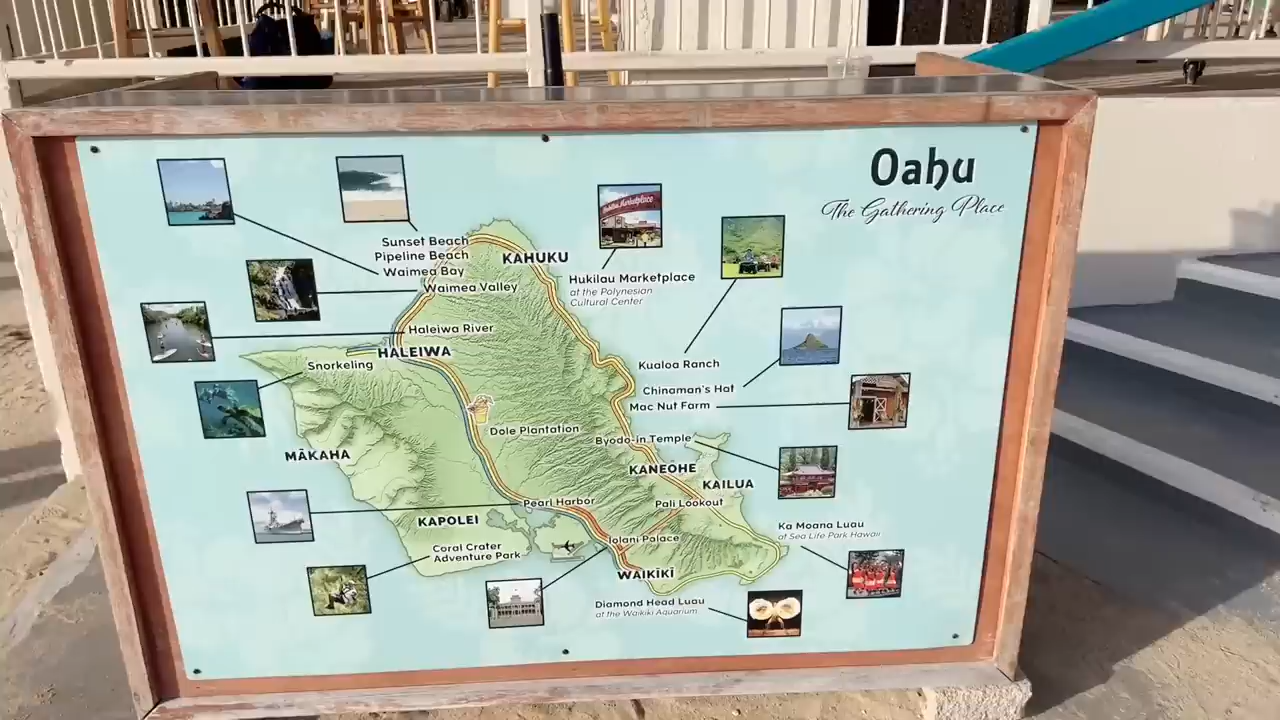 Oahu
The Gathering Place
Hukilau Marketplace
Sunset Beach
Pipeline Beach
Waimea Bay
Waimea Valley
KAHUKU
Hukilau Marketplace
at the Polynesian
Cultural Center
Haleiwa River
HALEIWA
Snorkeling
Kualoa Ranch
Chinaman's Hat
Mac Nut Farm
Dole Plantation
Byodo-in Temple
MĀKAHA
KANEOHE
KAILUA
Pearl Harbor
Pali Lookout
KAPOLEI
Ka Moana Luau
at Sea Life Park Hawaii
Iolani Palace
Coral Crater
Adventure Park
WAIKĪKĪ
Diamond Head Luau
at the Waikiki Aquarium